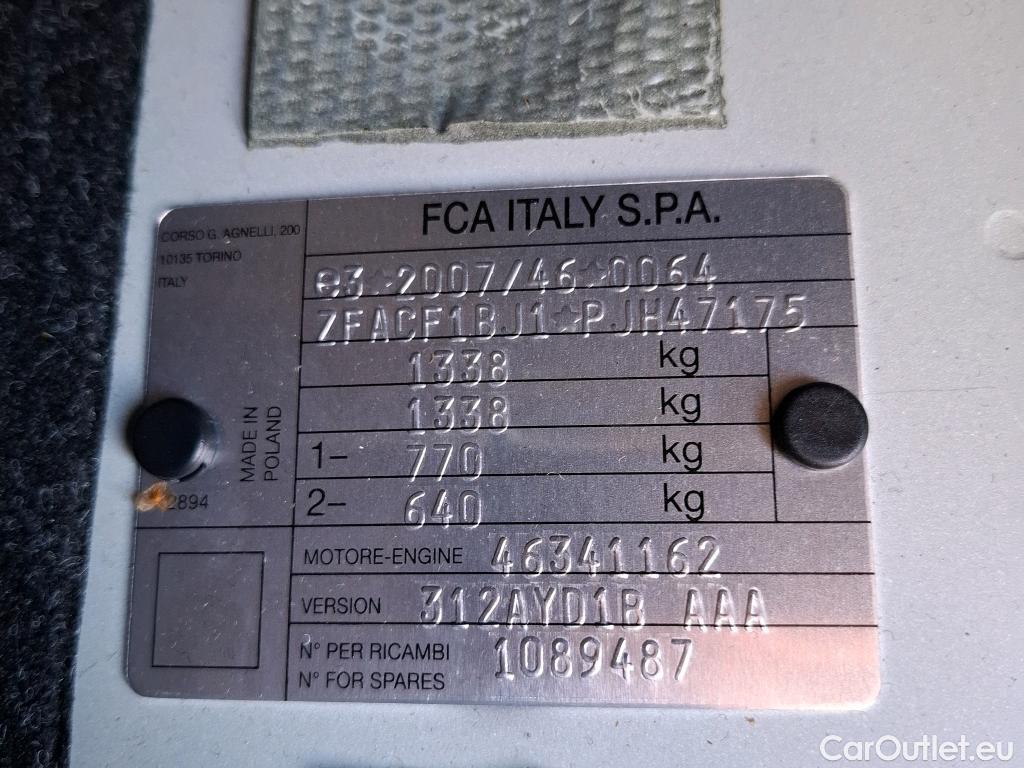 FCA ITALY S.P.A.
CORSO G. AGNELLI, 200
10135 TORINO
ITALY
e3★2007/46★0064
ZFACF1BJ1★PJH47175
1338 kg
1338 kg
1– 770 kg
2– 640 kg
MADE IN
POLAND
2894
MOTORE-ENGINE 46341162
VERSION 312AYD1B AAA
N° PER RICAMBI
N° FOR SPARES
1089487
CarOutlet.eu